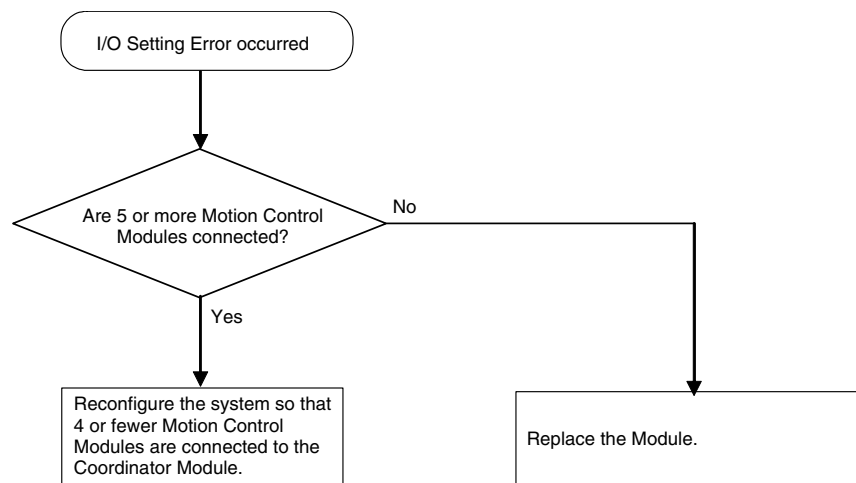 I/O Setting Error occurred
Are 5 or more Motion Control
Modules connected?
No
Yes
Reconfigure the system so that
4 or fewer Motion Control
Modules are connected to the
Coordinator Module.
Replace the Module.